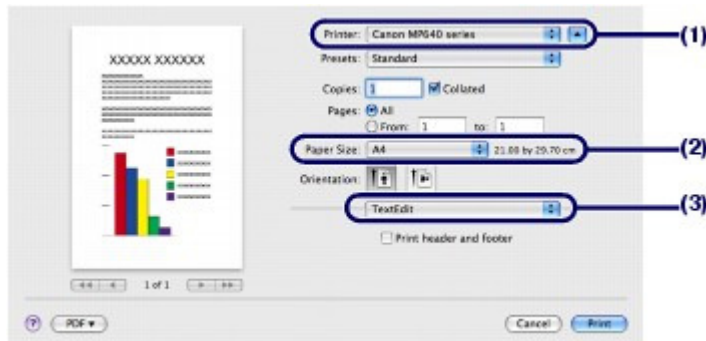 XXXXX XXXXXX
1 of 1
Printer: Canon MP640 series (1)
Presets: Standard
Copies: 1 Collated
Pages: All
From: 1 to: 1
Paper Size: A4 21.00 by 29.70 cm (2)
Orientation:
TextEdit (3)
Print header and footer
? PDF ▾ Cancel Print